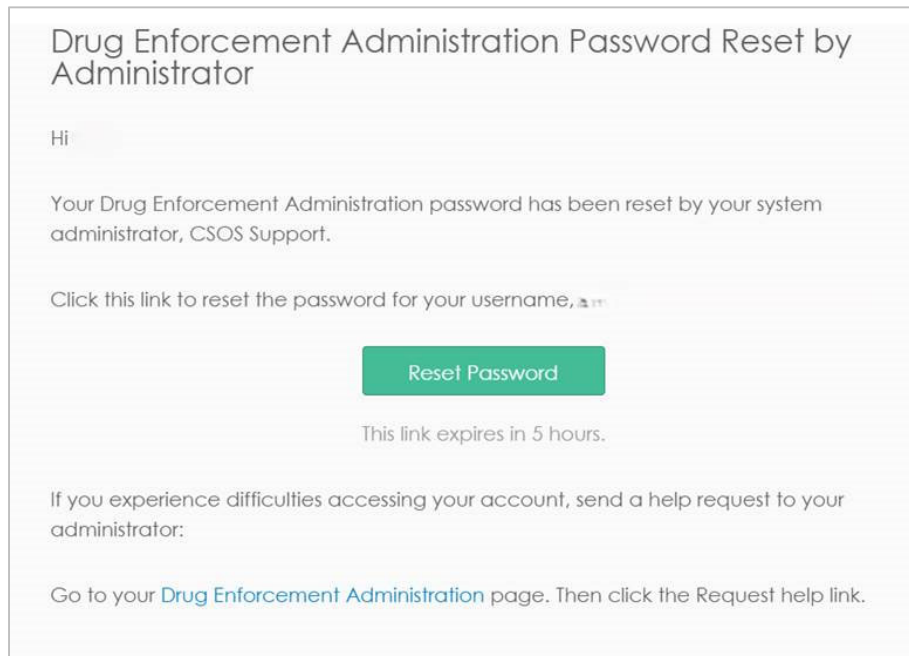 Drug Enforcement Administration Password Reset by
Administrator
Hi
Your Drug Enforcement Administration password has been reset by your system
administrator, CSOS Support.
Click this link to reset the password for your username,
Reset Password
This link expires in 5 hours.
If you experience difficulties accessing your account, send a help request to your
administrator:
Go to your Drug Enforcement Administration page. Then click the Request help link.